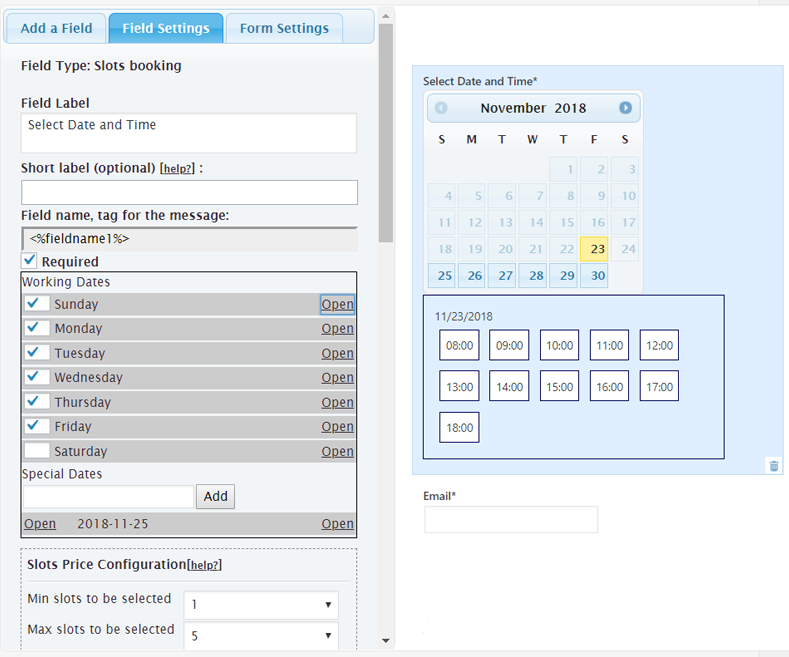 Add a Field Field Settings Form Settings
Field Type: Slots booking
Field Label
Select Date and Time
Short label (optional) [help?] :
Field name, tag for the message:
<%fieldname1%>
Required
Working Dates
Sunday Open
Monday Open
Tuesday Open
Wednesday Open
Thursday Open
Friday Open
Saturday Open
Special Dates
Add
Open 2018-11-25 Open
Slots Price Configuration[help?]
Min slots to be selected 1
Max slots to be selected 5
Select Date and Time*
November 2018
S M T W T F S
1 2 3
4 5 6 7 8 9 10
11 12 13 14 15 16 17
18 19 20 21 22 23 24
25 26 27 28 29 30
11/23/2018
08:00 09:00 10:00 11:00 12:00
13:00 14:00 15:00 16:00 17:00
18:00
Email*